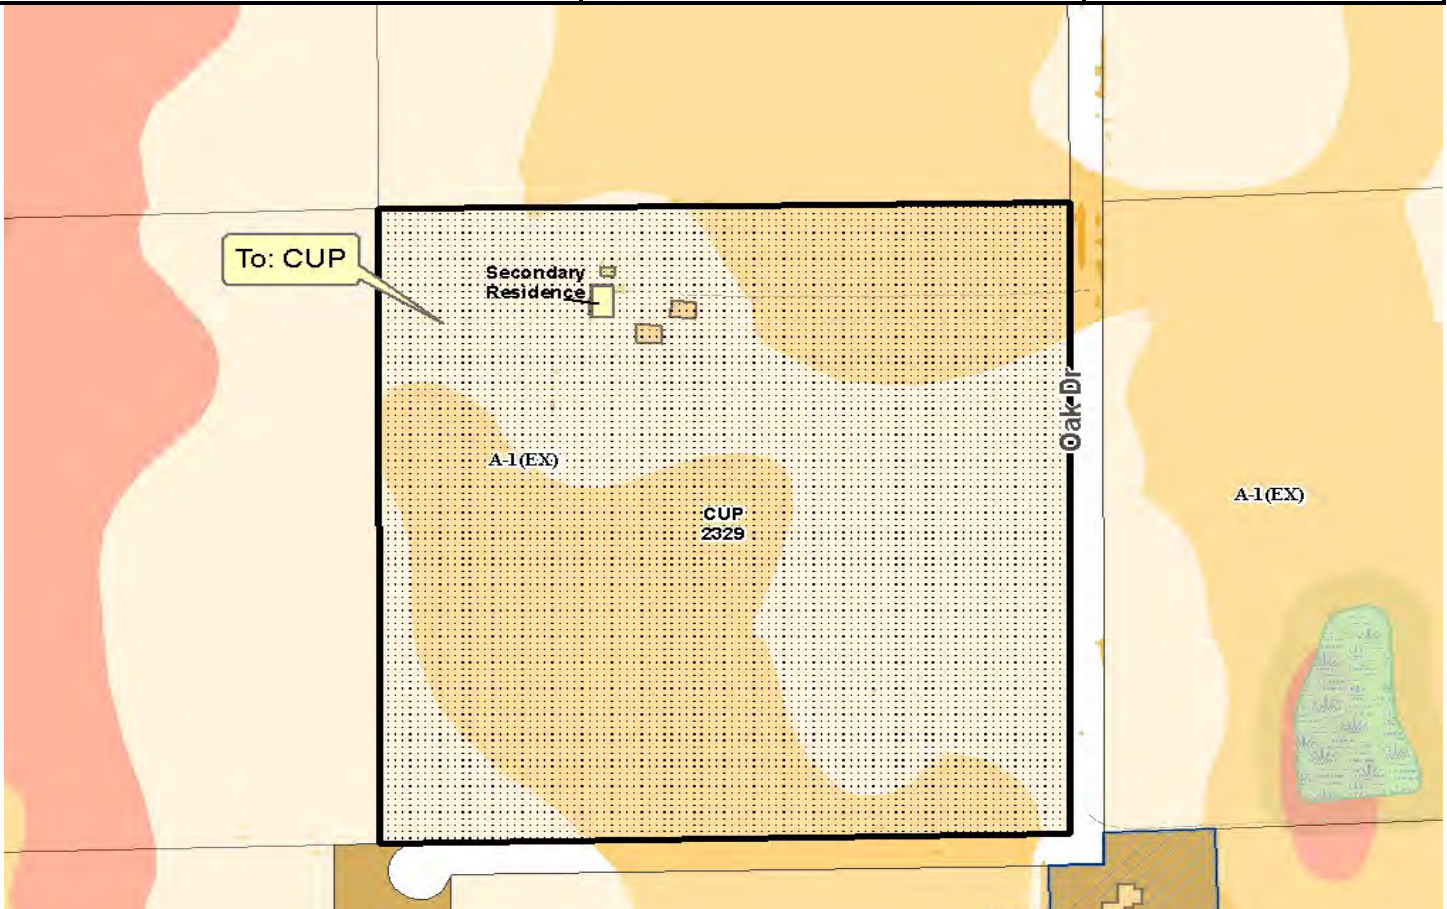 To: CUP
Secondary
Residence
Oak Dr
A-1(EX)
CUP
2329
A-1(EX)